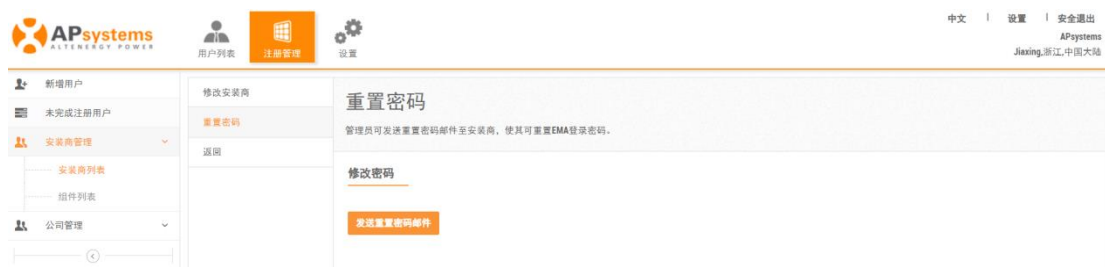 APsystems
ALTENERGY POWER
用户列表
注册管理
设置
中文 | 设置 | 安全退出
APsystems
Jiaxing,浙江,中国大陆
新增用户
未完成注册用户
安装商管理
安装商列表
组件列表
公司管理
修改安装商
重置密码
返回
重置密码
管理员可发送重置密码邮件至安装商，使其可重置EMA登录密码。
修改密码
发送重置密码邮件